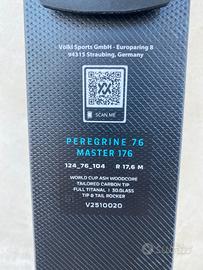 Völkl Sports GmbH - Europaring 8
94315 Straubing, Germany
SCAN ME
PEREGRINE 76
MASTER 176
124_76_104 R 17,6 M
WORLD CUP ASH WOODCORE
TAILORED CARBON TIP
FULL TITANAL I 3D.GLASS
TIP & TAIL ROCKER
V2510020
subito